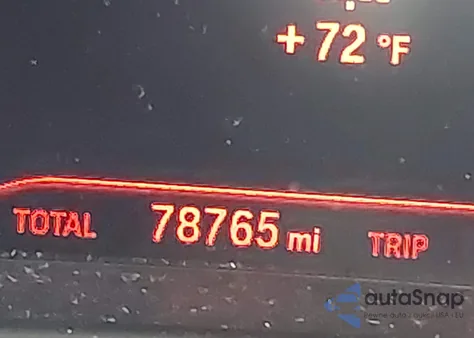 +72 °F
TOTAL 78765 mi TRIP
autoSnap